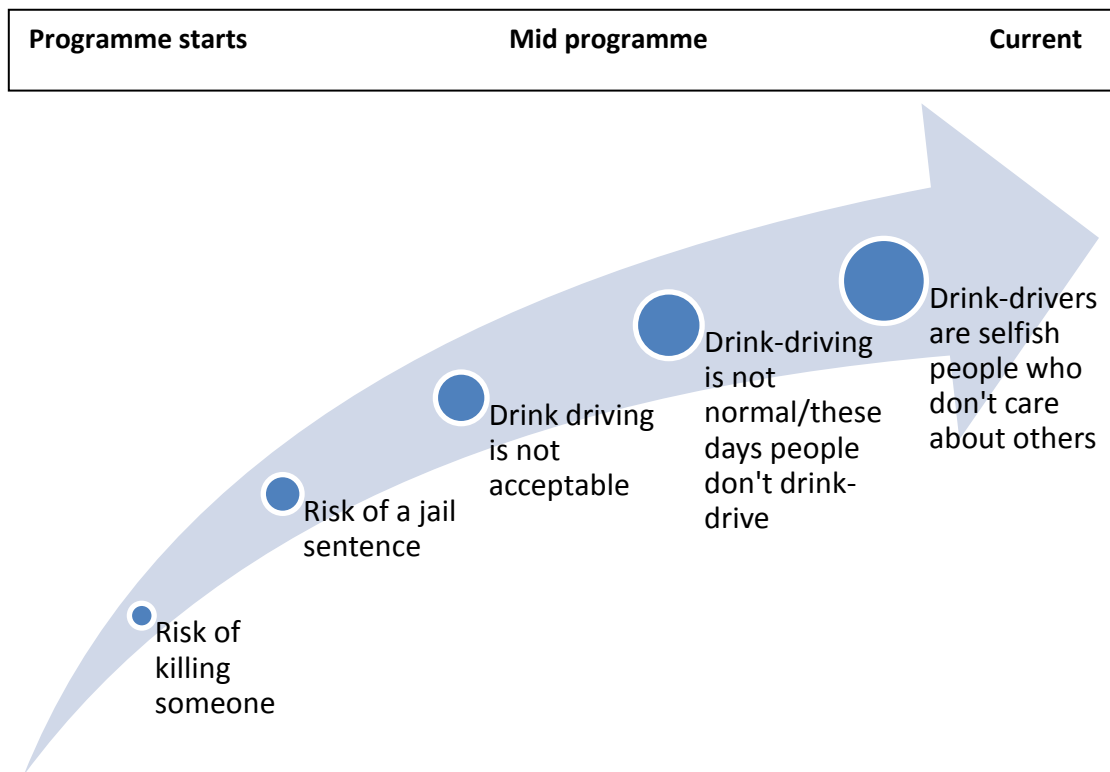 Programme starts Mid programme Current
Risk of
killing
someone
Risk of a jail
sentence
Drink driving
is not
acceptable
Drink-driving
is not
normal/these
days people
don't drink-
drive
Drink-drivers
are selfish
people who
don't care
about others